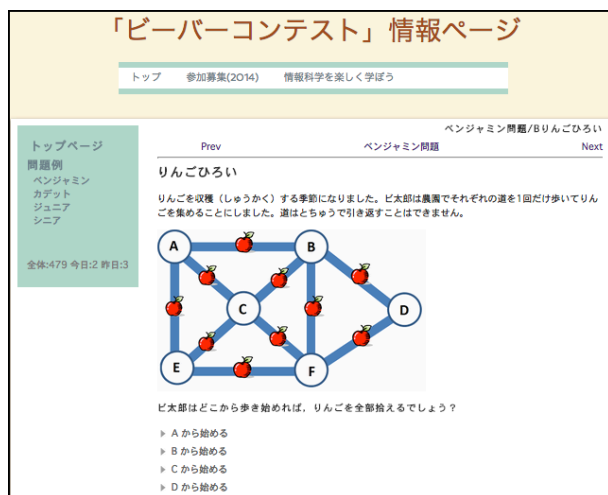 「ビーバーコンテスト」情報ページ
トップ 参加募集(2014) 情報科学を楽しく学ぼう
ベンジャミン問題/Bりんごひろい
トップページ
問題例
ベンジャミン
カデット
ジュニア
シニア
全体:479 今日:2 昨日:3
Prev ベンジャミン問題 Next
りんごひろい
りんごを収穫（しゅうかく）する季節になりました。ビ太郎は農園でそれぞれの道を1回だけ歩いてりん
ごを集めることにしました。道はとちゅうで引き返すことはできません。
A B
C D
E F
ビ太郎はどこから歩き始めれば，りんごを全部拾えるでしょう？
A から始める
B から始める
C から始める
D から始める